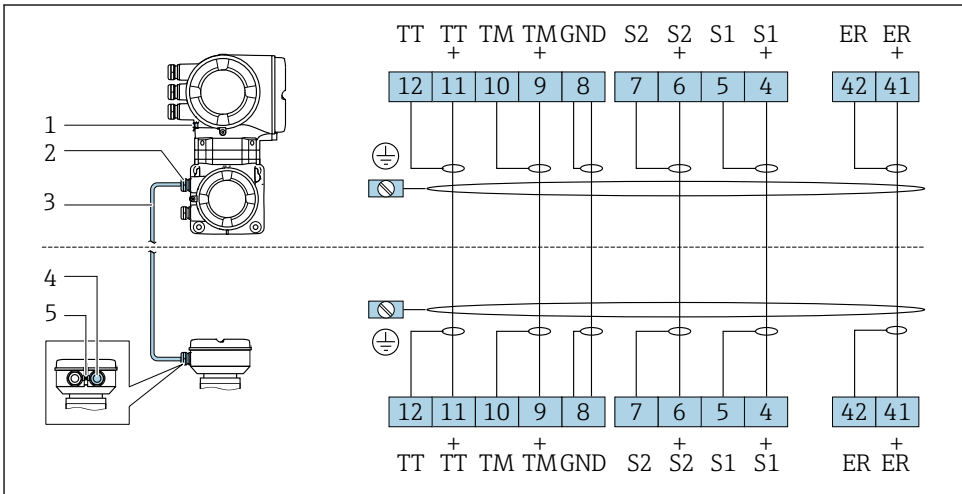 TT TT TM TM GND S2 S2 S1 S1 ER ER
+ + + + +
12 11 10 9 8 7 6 5 4 42 41
1
2
3
4
5
12 11 10 9 8 7 6 5 4 42 41
+ + + + +
TT TT TM TM GND S2 S2 S1 S1 ER ER